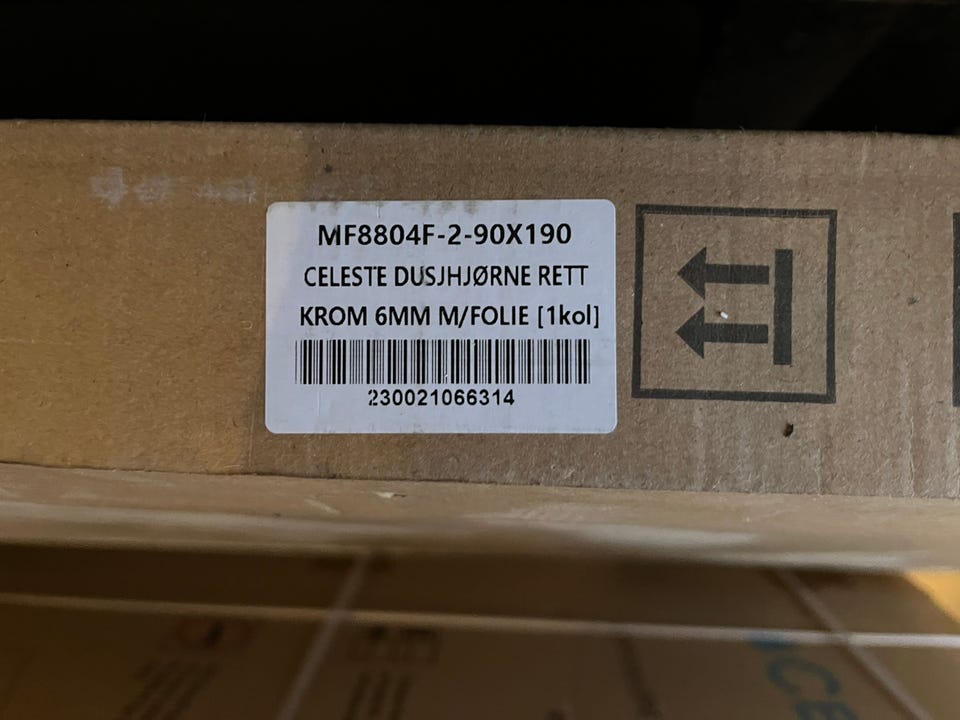 MF8804F-2-90X190
CELESTE DUSJHJØRNE RETT
KROM 6MM M/FOLIE [1kol]
230021066314